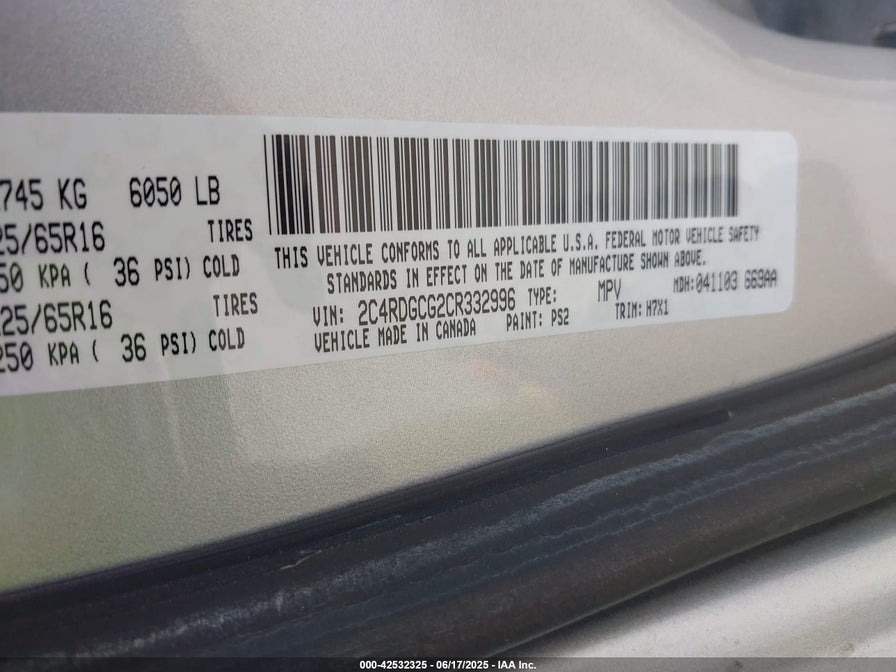 745 KG 6050 LB
25/65R16 TIRES
50 KPA ( 36 PSI) COLD
25/65R16 TIRES
250 KPA ( 36 PSI) COLD
THIS VEHICLE CONFORMS TO ALL APPLICABLE U.S.A. FEDERAL MOTOR VEHICLE SAFETY
STANDARDS IN EFFECT ON THE DATE OF MANUFACTURE SHOWN ABOVE.
VIN: 2C4RDGCG2CR332996 TYPE: MPV MDH:041103 669AA
VEHICLE MADE IN CANADA PAINT: PS2 TRIM: H7X1
000-42532325 - 06/17/2025 - IAA Inc.